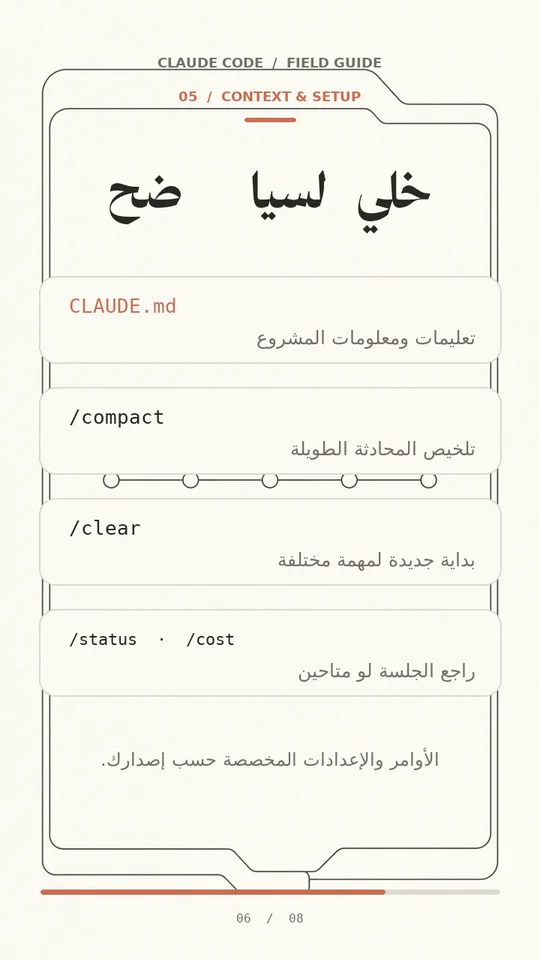 CLAUDE CODE / FIELD GUIDE
05 / CONTEXT & SETUP
خلي لسيا ضح
CLAUDE.md
تعليمات ومعلومات المشروع
/compact
تلخيص المحادثة الطويلة
/clear
بداية جديدة لمهمة مختلفة
/status · /cost
راجع الجلسة لو متاحين
الأوامر والإعدادات المخصصة حسب إصدارك.
06 / 08